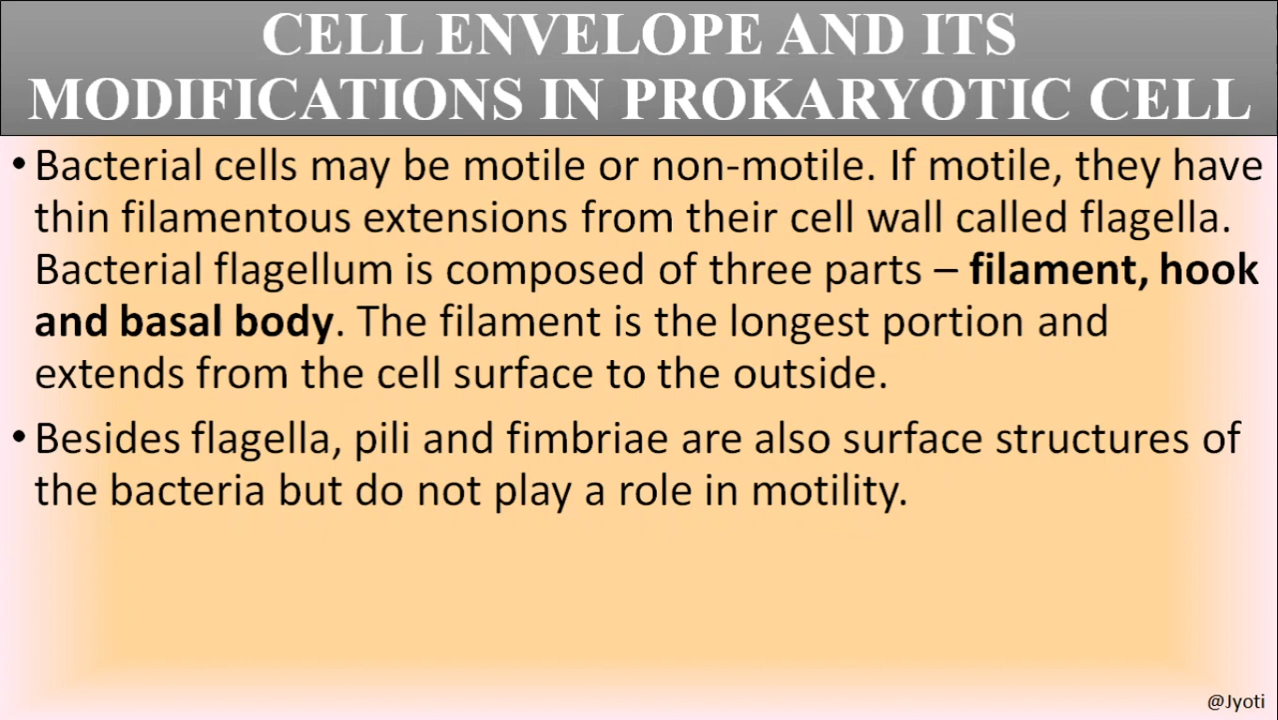 CELL ENVELOPE AND ITS
MODIFICATIONS IN PROKARYOTIC CELL
• Bacterial cells may be motile or non-motile. If motile, they have
thin filamentous extensions from their cell wall called flagella.
Bacterial flagellum is composed of three parts – filament, hook
and basal body. The filament is the longest portion and
extends from the cell surface to the outside.
• Besides flagella, pili and fimbriae are also surface structures of
the bacteria but do not play a role in motility.
@Jyoti